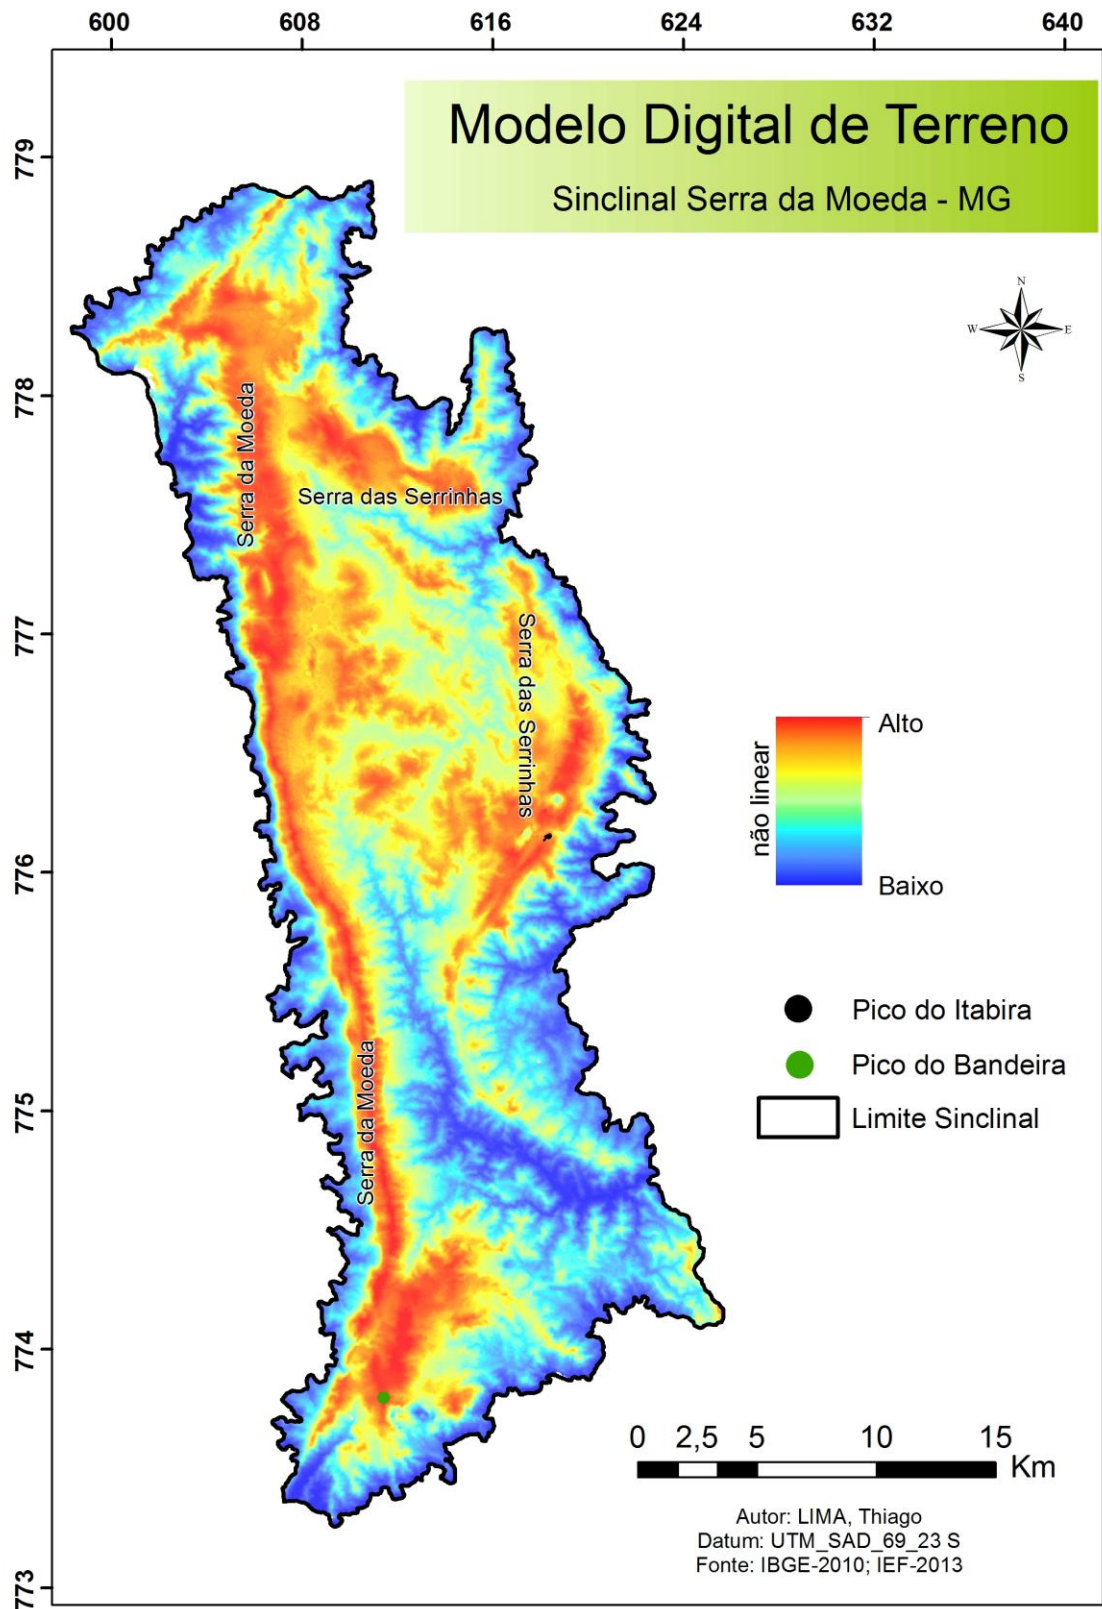 600 608 616 624 632 640
Modelo Digital de Terreno
Sinclinal Serra da Moeda - MG
779
778
777
776
775
774
773
N
W E
S
Serra da Moeda
Serra das Serrinhas
Serra das Serrinhas
Serra da Moeda
não linear
Alto
Baixo
Pico do Itabira
Pico do Bandeira
Limite Sinclinal
0 2,5 5 10 15
Km
Autor: LIMA, Thiago
Datum: UTM_SAD_69_23 S
Fonte: IBGE-2010; IEF-2013